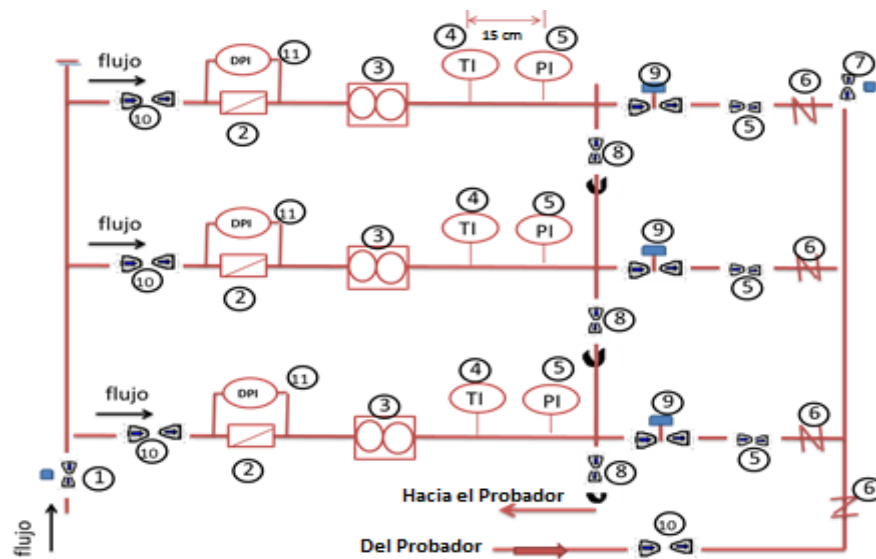 15 cm
4 5 7
flujo DPI 11 3 TI PI 9 6
10 2 5
8
flujo DPI 11 3 4 TI 5 PI 9 6
10 2 5
8
flujo DPI 11 3 4 TI 5 PI 9 6
10 2 5
1 8
Hacia el Probador 6
10
flujo Del Probador